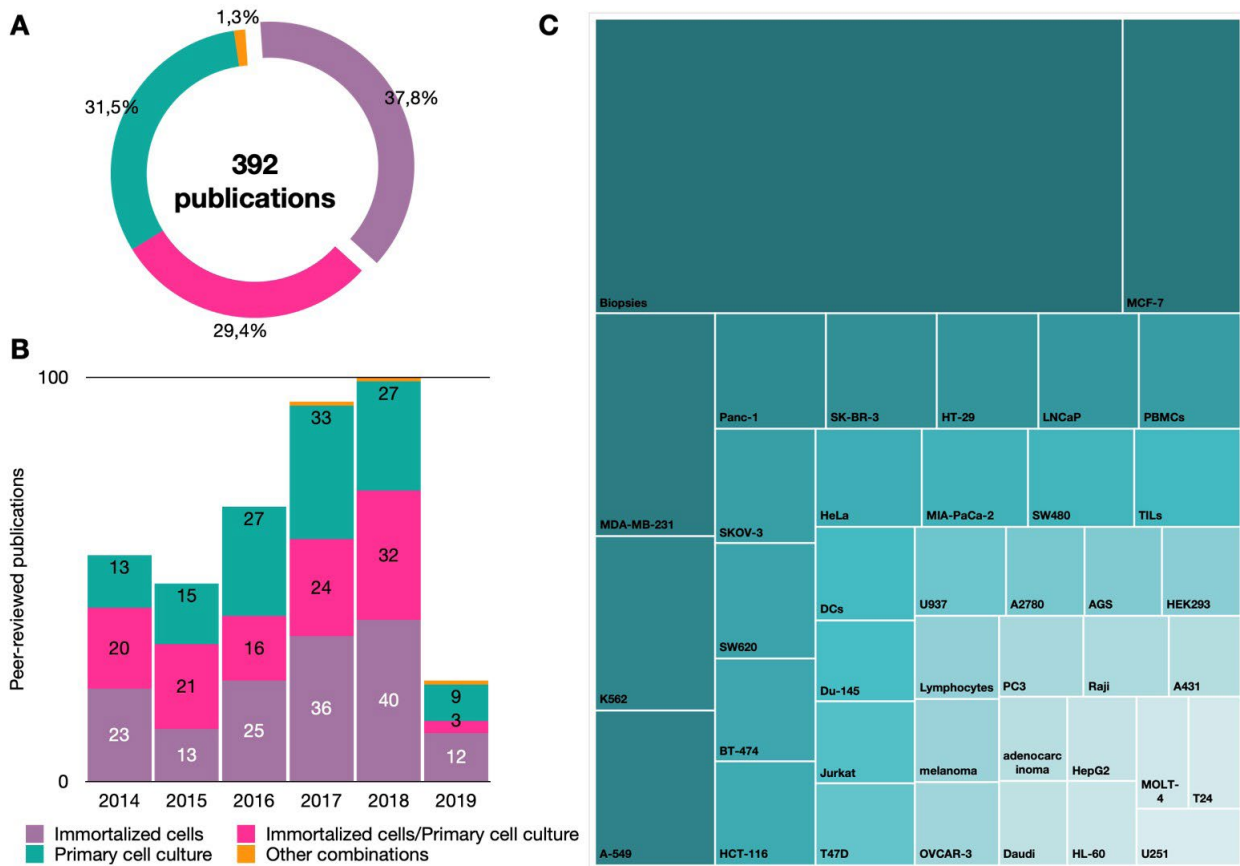 A
1,3%
37,8%
31,5%
392
publications
29,4%
B
100
Peer-reviewed publications
0
13
20
23
15
21
13
27
16
25
33
24
36
27
32
40
9
3
12
2014
2015
2016
2017
2018
2019
Immortalized cells
Immortalized cells/Primary cell culture
Primary cell culture
Other combinations
C
Biopsies
MCF-7
MDA-MB-231
Panc-1
SK-BR-3
HT-29
LNCaP
PBMCs
SKOV-3
HeLa
MIA-PaCa-2
SW480
TILs
K562
SW620
DCs
U937
A2780
AGS
HEK293
Du-145
Lymphocytes
PC3
Raji
A431
A-549
BT-474
HCT-116
Jurkat
T47D
melanoma
adenocarc
inoma
HepG2
MOLT-
4
T24
OVCAR-3
Daudi
HL-60
U251